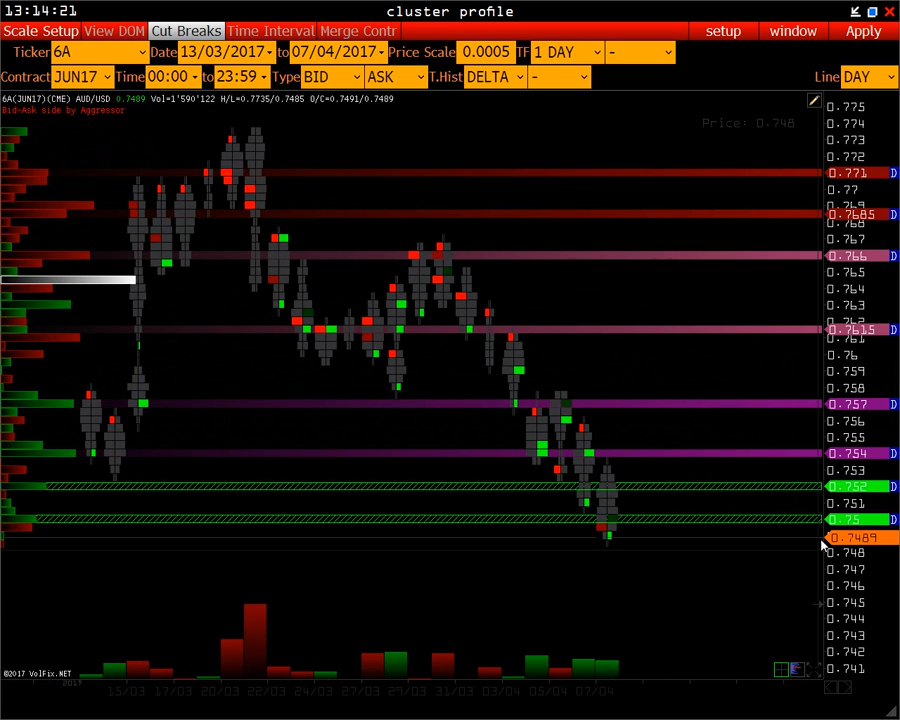 13:14:21 cluster profile
Scale Setup View DOM Cut Breaks Time Interval Merge Contr setup window Apply
Ticker 6A Date 13/03/2017 to 07/04/2017 Price Scale 0.0005 TF 1 DAY -
Contract JUN17 Time 00:00 to 23:59 Type BID ASK T.Hist DELTA - Line DAY
6A(JUN17)(CME) AUD/USD 0.7489 Vol=1'590'122 H/L=0.7735/0.7485 O/C=0.7491/0.7489
Bid-Ask side by Aggressor
Price: 0.748
0.775
0.774
0.773
0.772
0.771 D
0.77
0.769
0.7685 D
0.768
0.767
0.766 D
0.765
0.764
0.763
0.762
0.7615 D
0.761
0.76
0.759
0.758
0.757 D
0.756
0.755
0.754 D
0.753
0.752 D
0.751
0.75 D
0.7489
0.748
0.747
0.746
0.745
0.744
0.743
0.742
0.741
©2017 VolFix.NET
2017 15/03 17/03 20/03 22/03 24/03 27/03 29/03 31/03 03/04 05/04 07/04